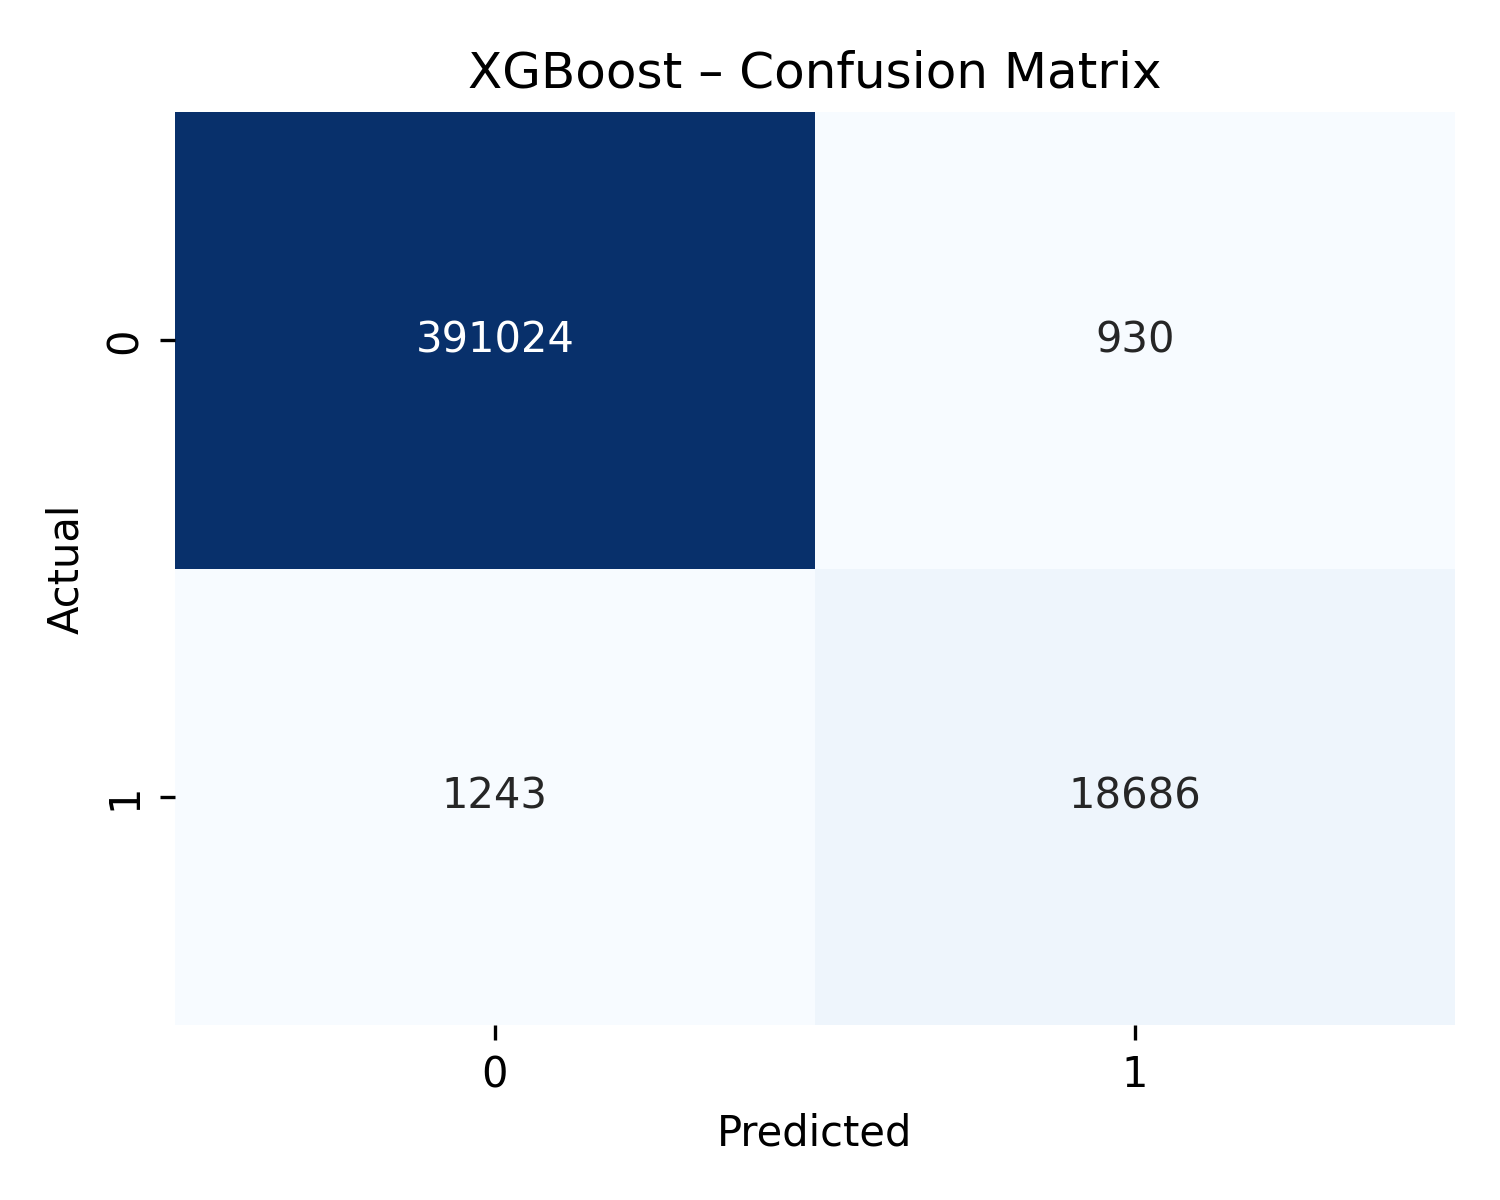 XGBoost – Confusion Matrix
0
391024
930
Actual
1
1243
18686
0
1
Predicted